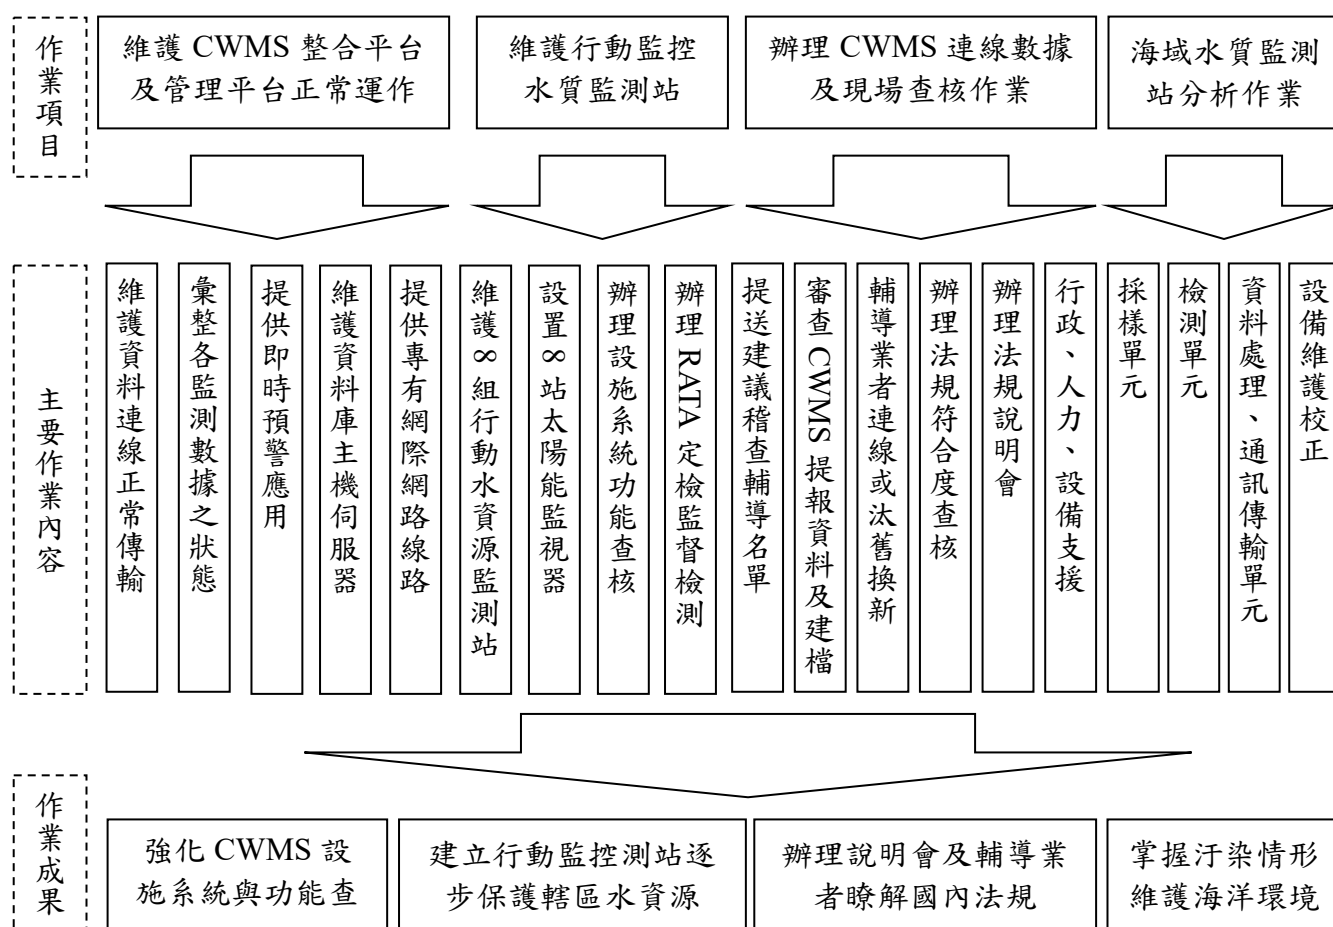 作業項目
維護 CWMS 整合平台
及管理平台正常運作
維護行動監控
水質監測站
辦理 CWMS 連線數據
及現場查核作業
海域水質監測
站分析作業
主要作業內容
維護資料連線正常傳輸
彙整各監測數據之狀態
提供即時預警應用
維護資料庫主機伺服器
提供專有網際網路線路
維護 8 組行動水資源監測站
設置 8 站太陽能監視器
辦理設施系統功能查核
辦理 RATA 定檢監督檢測
提送建議稽查輔導名單
審查 CWMS 提報資料及建檔
輔導業者連線或汰舊換新
辦理法規符合度查核
辦理法規說明會
行政、人力、設備支援
採樣單元
檢測單元
資料處理、通訊傳輸單元
設備維護校正
作業成果
強化 CWMS 設
施系統與功能查
建立行動監控測站逐
步保護轄區水資源
辦理說明會及輔導業
者瞭解國內法規
掌握汙染情形
維護海洋環境